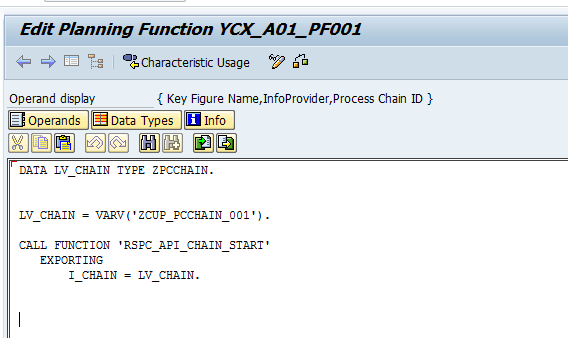 Edit Planning Function YCX_A01_PF001
Characteristic Usage
Operand display { Key Figure Name,InfoProvider,Process Chain ID }
Operands Data Types Info
DATA LV_CHAIN TYPE ZPCCHAIN.
LV_CHAIN = VARV('ZCUP_PCCHAIN_001').
CALL FUNCTION 'RSPC_API_CHAIN_START'
EXPORTING
I_CHAIN = LV_CHAIN.